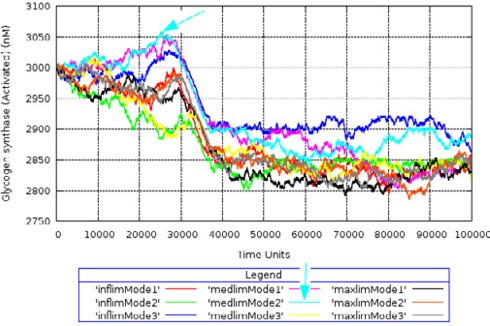 3100
3050
3000
2950
2900
2850
2800
2750
Glycogen synthase (Activated) (nM)
0 10000 20000 30000 40000 50000 60000 70000 80000 90000 100000
Time Units
Legend
'inflimMode1' 'medlimMode1' 'maxlimMode1'
'inflimMode2' 'medlimMode2' 'maxlimMode2'
'inflimMode3' 'medlimMode3' 'maxlimMode3'